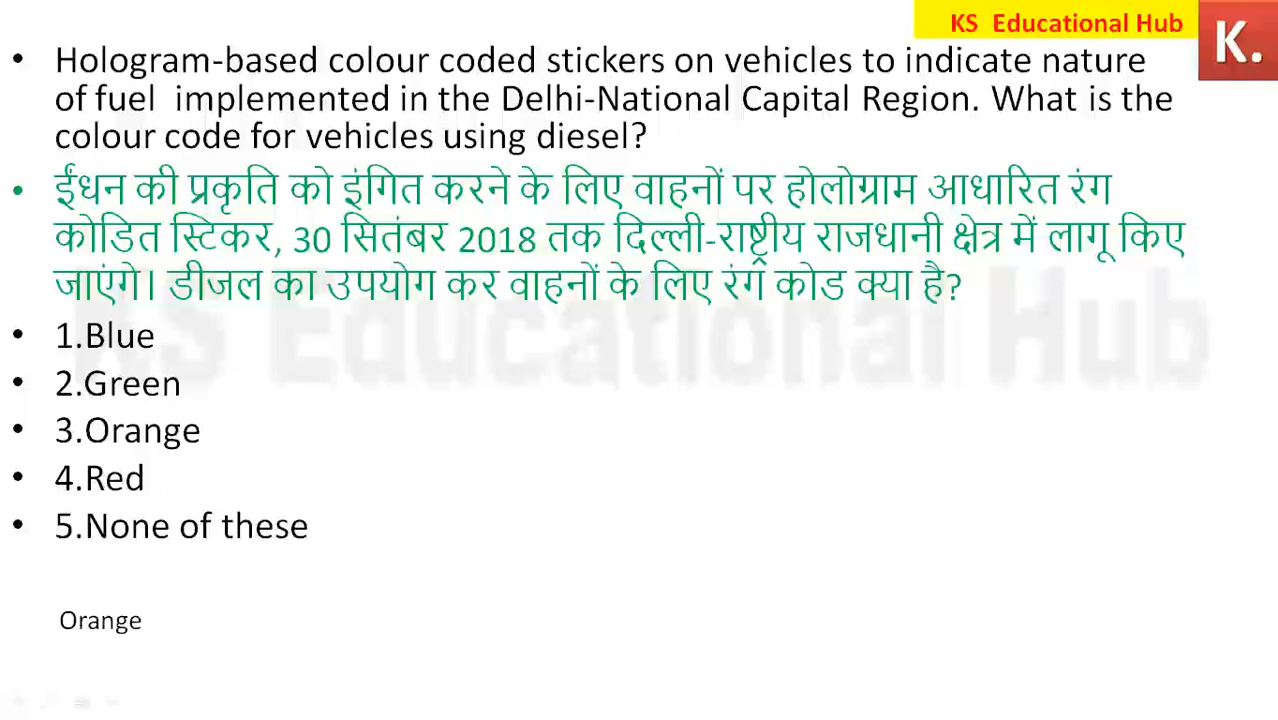 KS Educational Hub
K.
• Hologram-based colour coded stickers on vehicles to indicate nature
of fuel implemented in the Delhi-National Capital Region. What is the
colour code for vehicles using diesel?
• ईंधन की प्रकृति को इंगित करने के लिए वाहनों पर होलोग्राम आधारित रंग
कोडित स्टिकर, 30 सितंबर 2018 तक दिल्ली-राष्ट्रीय राजधानी क्षेत्र में लागू किए
जाएंगे। डीजल का उपयोग कर वाहनों के लिए रंग कोड क्या है?
KS Educational Hub
• 1.Blue
• 2.Green
• 3.Orange
• 4.Red
• 5.None of these
Orange